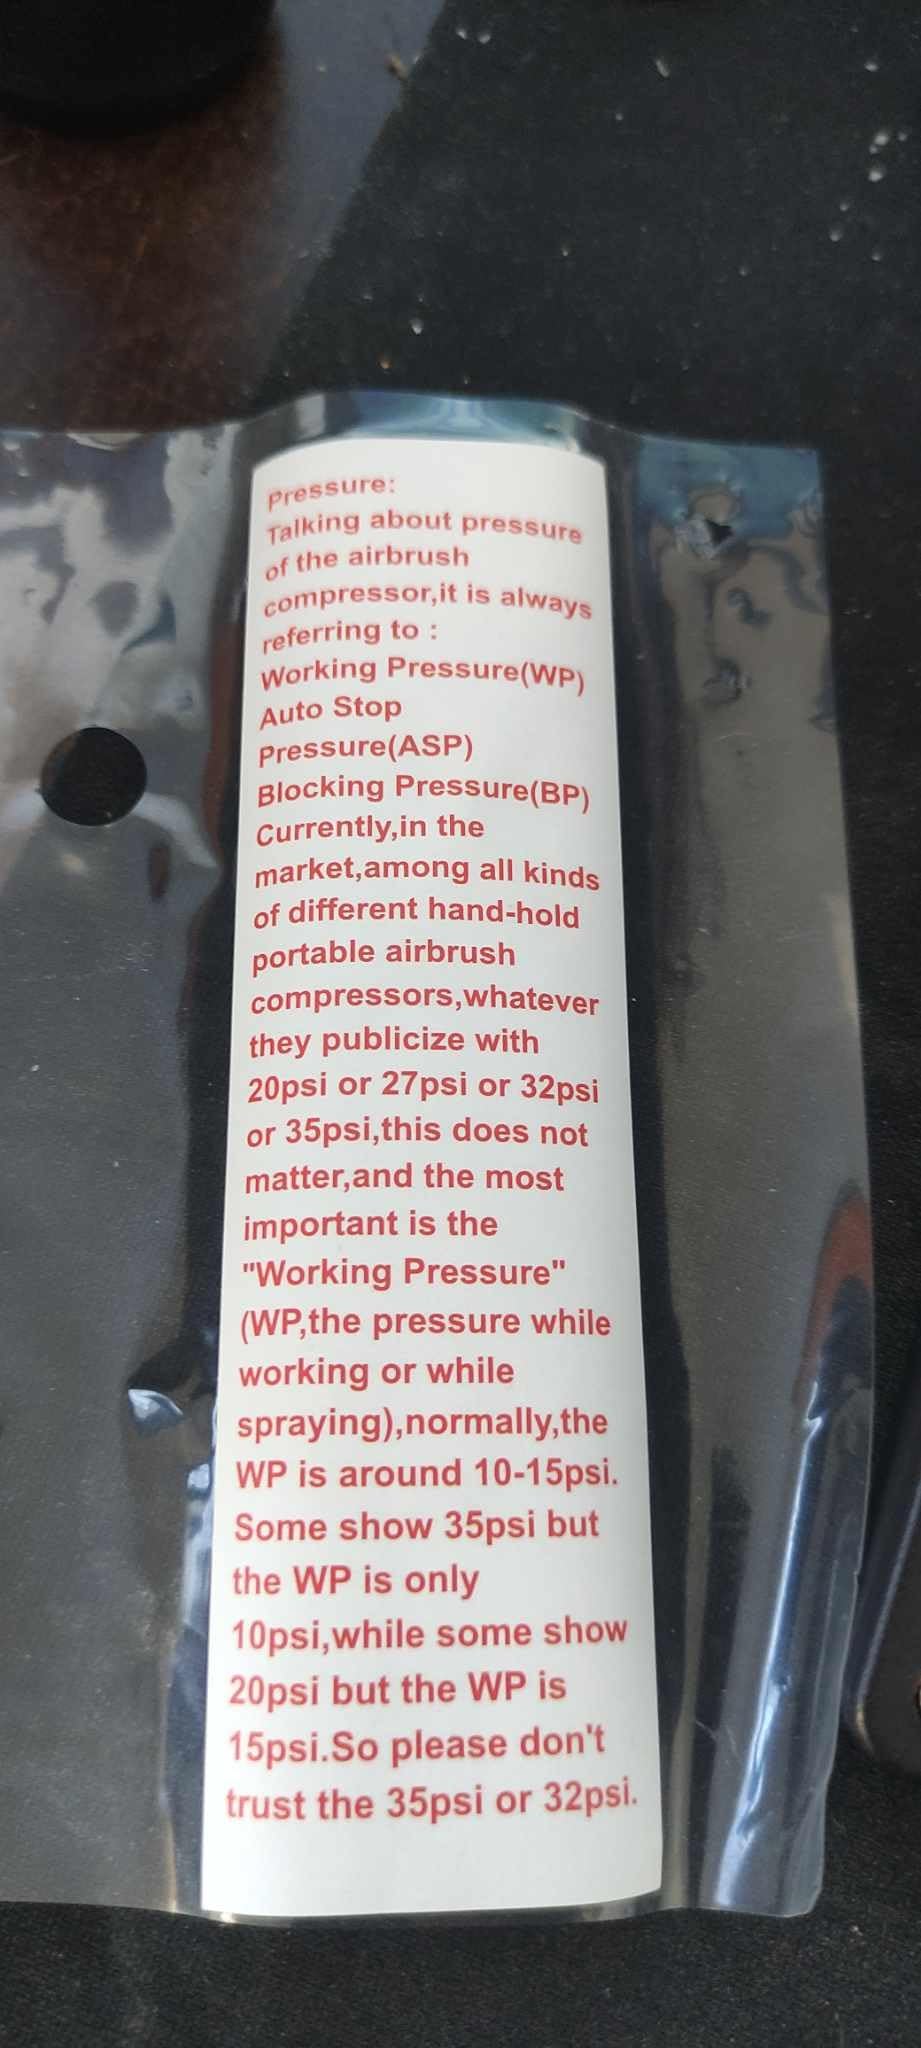 Pressure:
Talking about pressure
of the airbrush
compressor,it is always
referring to :
Working Pressure(WP)
Auto Stop
Pressure(ASP)
Blocking Pressure(BP)
Currently,in the
market,among all kinds
of different hand-hold
portable airbrush
compressors,whatever
they publicize with
20psi or 27psi or 32psi
or 35psi,this does not
matter,and the most
important is the
"Working Pressure"
(WP,the pressure while
working or while
spraying),normally,the
WP is around 10-15psi.
Some show 35psi but
the WP is only
10psi,while some show
20psi but the WP is
15psi.So please don't
trust the 35psi or 32psi.